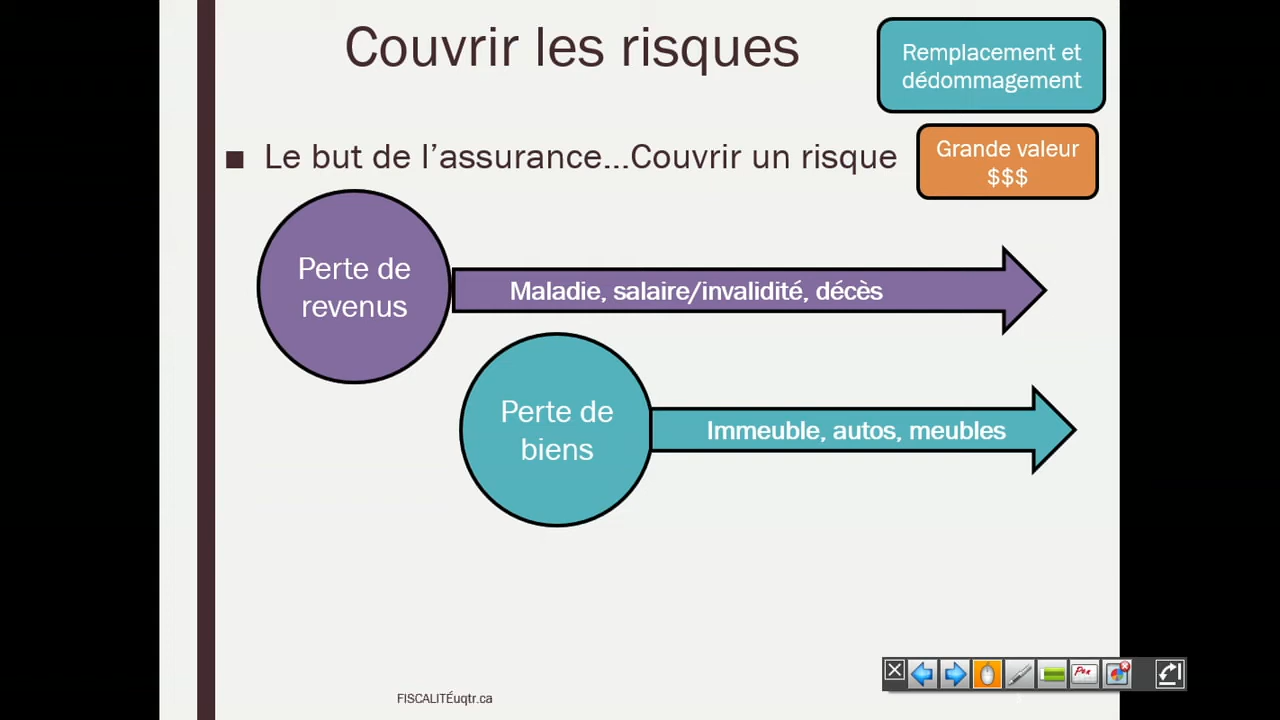 Couvrir les risques
Remplacement et
dédommagement
■ Le but de l’assurance...Couvrir un risque
Grande valeur
$$$
Perte de
revenus
Maladie, salaire/invalidité, décès
Perte de
biens
Immeuble, autos, meubles
FISCALITÉuqtr.ca
Pen